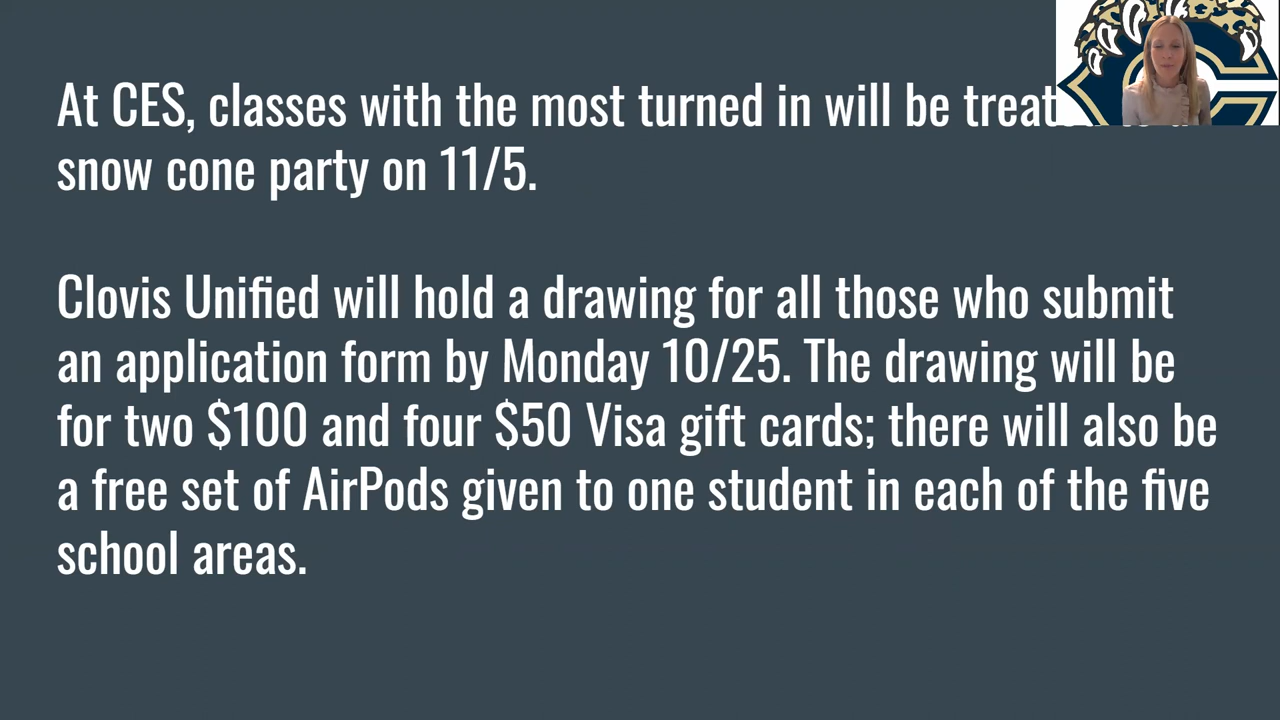 At CES, classes with the most turned in will be treated to a
snow cone party on 11/5.
Clovis Unified will hold a drawing for all those who submit
an application form by Monday 10/25. The drawing will be
for two $100 and four $50 Visa gift cards; there will also be
a free set of AirPods given to one student in each of the five
school areas.